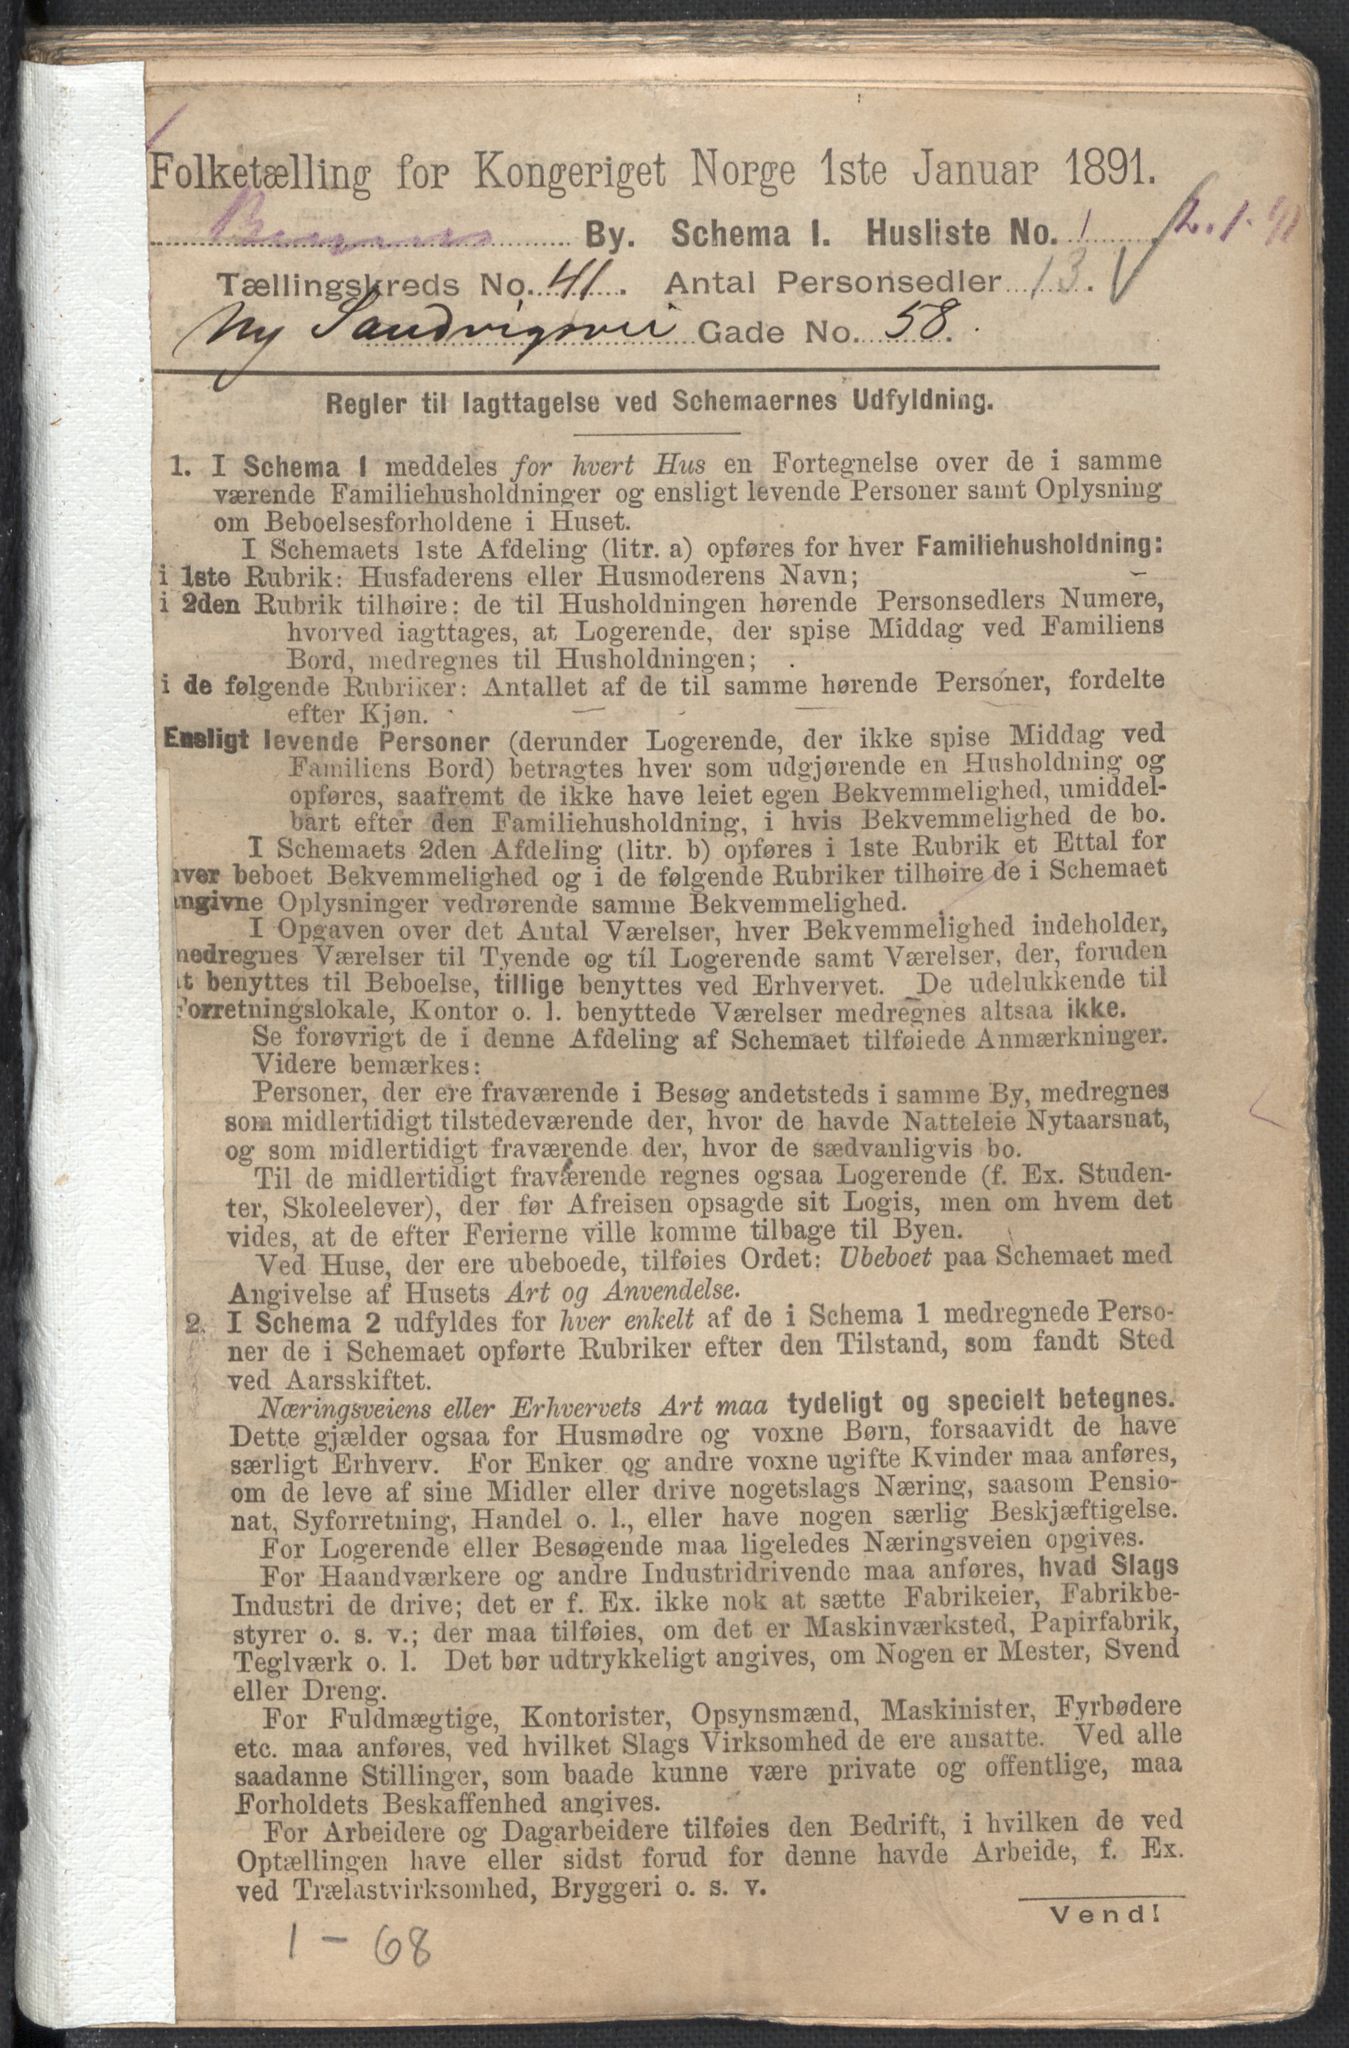 Folketælling for Kongeriget Norge 1ste Januar 1891.
Bergens By. Schema I. Husliste No. 1 2.1.91
Tællingskreds No. 41. Antal Personsedler 13. √
Ny Sandvigsvei Gade No. 58.
Regler til Iagttagelse ved Schemaernes Udfyldning.
1. I Schema I meddeles for hvert Hus en Fortegnelse over de i samme
værende Familiehusholdninger og ensligt levende Personer samt Oplysning
om Beboelsesforholdene i Huset.
I Schemaets 1ste Afdeling (litr. a) opføres for hver Familiehusholdning:
i 1ste Rubrik: Husfaderens eller Husmoderens Navn;
i 2den Rubrik tilhøire: de til Husholdningen hørende Personsedlers Numere,
hvorved iagttages, at Logerende, der spise Middag ved Familiens
Bord, medregnes til Husholdningen;
i de følgende Rubriker: Antallet af de til samme hørende Personer, fordelte
efter Kjøn.
Ensligt levende Personer (derunder Logerende, der ikke spise Middag ved
Familiens Bord) betragtes hver som udgjørende en Husholdning og
opføres, saafremt de ikke have leiet egen Bekvemmelighed, umiddel-
bart efter den Familiehusholdning, i hvis Bekvemmelighed de bo.
I Schemaets 2den Afdeling (litr. b) opføres i 1ste Rubrik et Ettal for
hver beboet Bekvemmelighed og i de følgende Rubriker tilhøire de i Schemaet
angivne Oplysninger vedrørende samme Bekvemmelighed.
I Opgaven over det Antal Værelser, hver Bekvemmelighed indeholder,
medregnes Værelser til Tyende og til Logerende samt Værelser, der, foruden
at benyttes til Beboelse, tillige benyttes ved Erhvervet. De udelukkende til
Forretningslokale, Kontor o. l. benyttede Værelser medregnes altsaa ikke.
Se forøvrigt de i denne Afdeling af Schemaet tilføiede Anmærkninger.
Videre bemærkes:
Personer, der ere fraværende i Besøg andetsteds i samme By, medregnes
som midlertidigt tilstedeværende der, hvor de havde Natteleie Nytaarsnat,
og som midlertidigt fraværende der, hvor de sædvanligvis bo.
Til de midlertidigt fraværende regnes ogsaa Logerende (f. Ex. Studen-
ter, Skoleelever), der før Afreisen opsagde sit Logis, men om hvem det
vides, at de efter Ferierne ville komme tilbage til Byen.
Ved Huse, der ere ubeboede, tilføies Ordet: Ubeboet paa Schemaet med
Angivelse af Husets Art og Anvendelse.
2. I Schema 2 udfyldes for hver enkelt af de i Schema 1 medregnede Perso-
ner de i Schemaet opførte Rubriker efter den Tilstand, som fandt Sted
ved Aarsskiftet.
Næringsveiens eller Erhvervets Art maa tydeligt og specielt betegnes.
Dette gjælder ogsaa for Husmødre og voxne Børn, forsaavidt de have
særligt Erhverv. For Enker og andre voxne ugifte Kvinder maa anføres,
om de leve af sine Midler eller drive nogetslags Næring, saasom Pensio-
nat, Syforretning, Handel o. l., eller have nogen særlig Beskjæftigelse.
For Logerende eller Besøgende maa ligeledes Næringsveien opgives.
For Haandværkere og andre Industridrivende maa anføres, hvad Slags
Industri de drive; det er f. Ex. ikke nok at sætte Fabrikeier, Fabrikbe-
styrer o. s. v.; der maa tilføies, om det er Maskinværksted, Papirfabrik,
Teglværk o. l. Det bør udtrykkeligt angives, om Nogen er Mester, Svend
eller Dreng.
For Fuldmægtige, Kontorister, Opsynsmænd, Maskinister, Fyrbødere
etc. maa anføres, ved hvilket Slags Virksomhed de ere ansatte. Ved alle
saadanne Stillinger, som baade kunne være private og offentlige, maa
Forholdets Beskaffenhed angives.
For Arbeidere og Dagarbeidere tilføies den Bedrift, i hvilken de ved
Optællingen have eller sidst forud for denne havde Arbeide, f. Ex.
ved Trælastvirksomhed, Bryggeri o. s. v.
Vend!
1 - 68